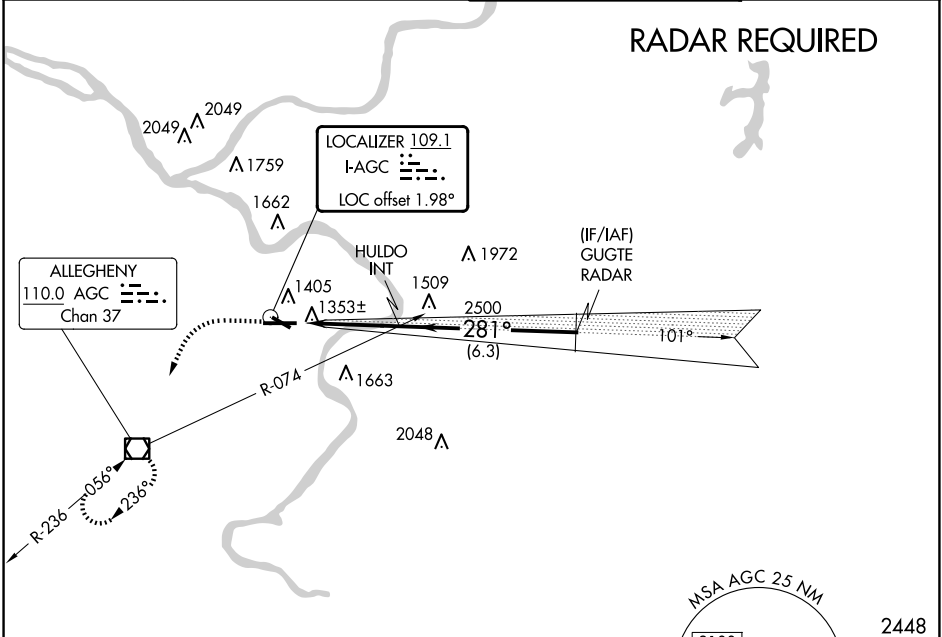 RADAR REQUIRED
2049
2049
1759
1662
LOCALIZER 109.1
I-AGC
LOC offset 1.98°
ALLEGHENY
110.0 AGC
Chan 37
HULDO
INT
1972
(IF/IAF)
GUGTE
RADAR
1405
1353±
1509
2500
281°
(6.3)
101°
R-074
1663
2048
R-236
056°
236°
MSA AGC 25 NM
2448